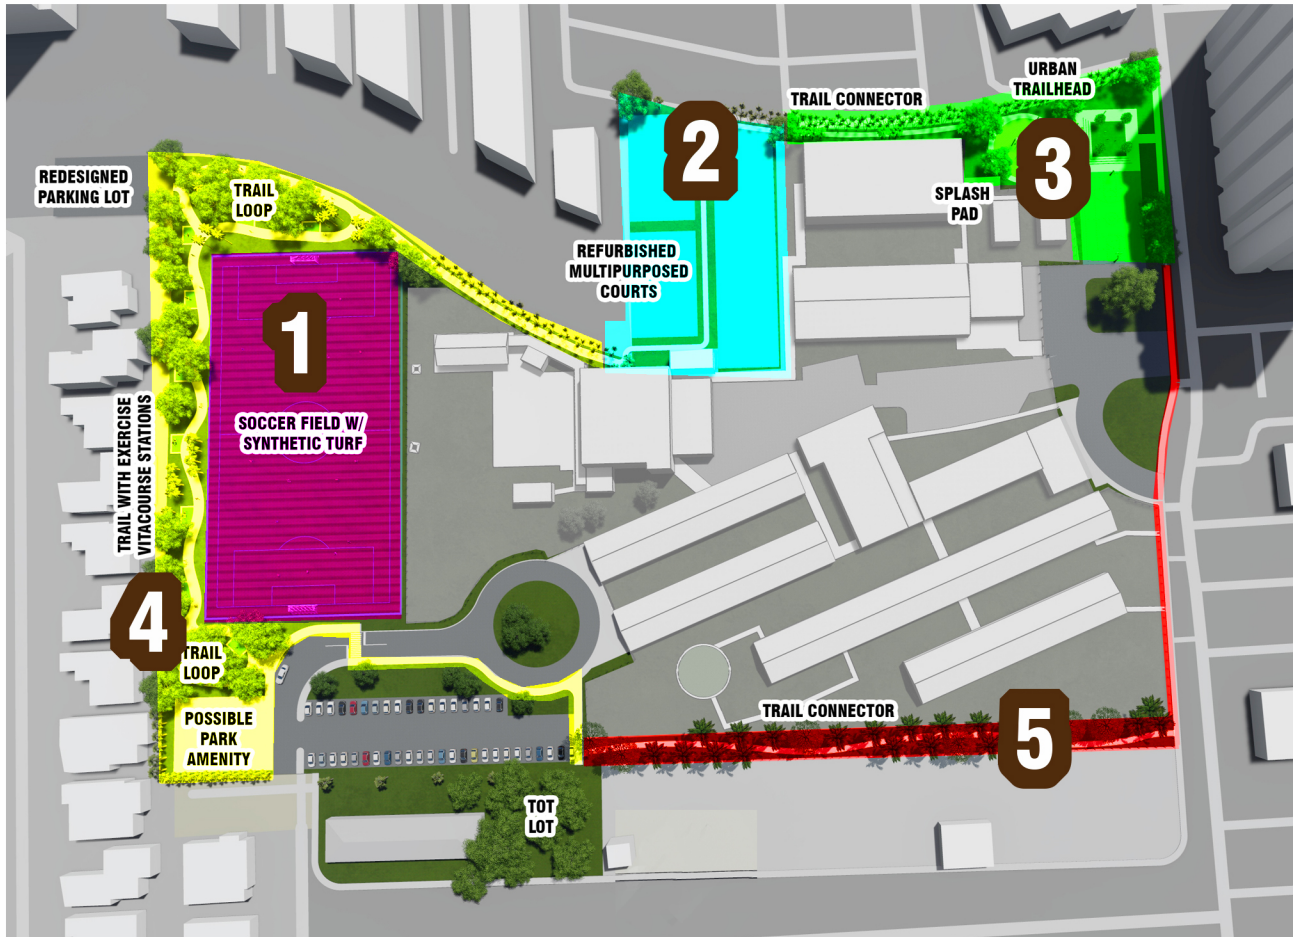 URBAN
TRAILHEAD
TRAIL CONNECTOR
2
3
REDESIGNED
PARKING LOT
TRAIL
LOOP
SPLASH
PAD
REFURBISHED
MULTIPURPOSED
COURTS
1
SOCCER FIELD W/
SYNTHETIC TURF
TRAIL WITH EXERCISE
VITACOURSE STATIONS
4
TRAIL
LOOP
POSSIBLE
PARK
AMENITY
TRAIL CONNECTOR
5
TOT
LOT